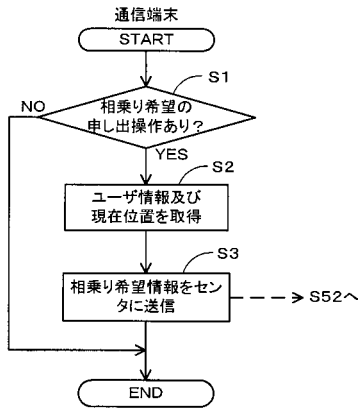 通信端末
START
S1
NO
相乗り希望の
申し出操作あり？
YES
S2
ユーザ情報及び
現在位置を取得
S3
相乗り希望情報をセン
タに送信
S52へ
END